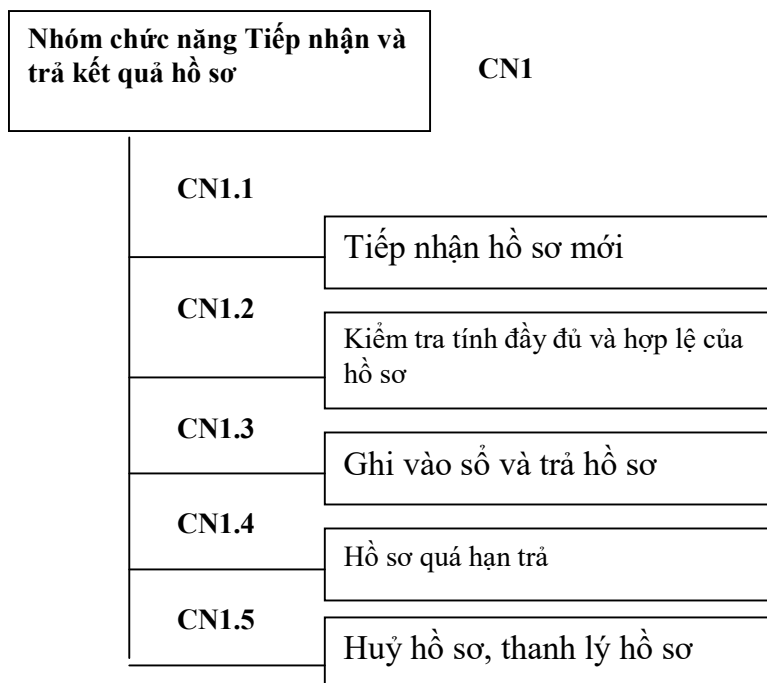 Nhóm chức năng Tiếp nhận và
trả kết quả hồ sơ
CN1
CN1.1
Tiếp nhận hồ sơ mới
CN1.2
Kiểm tra tính đầy đủ và hợp lệ của
hồ sơ
CN1.3
Ghi vào sổ và trả hồ sơ
CN1.4
Hồ sơ quá hạn trả
CN1.5
Huỷ hồ sơ, thanh lý hồ sơ